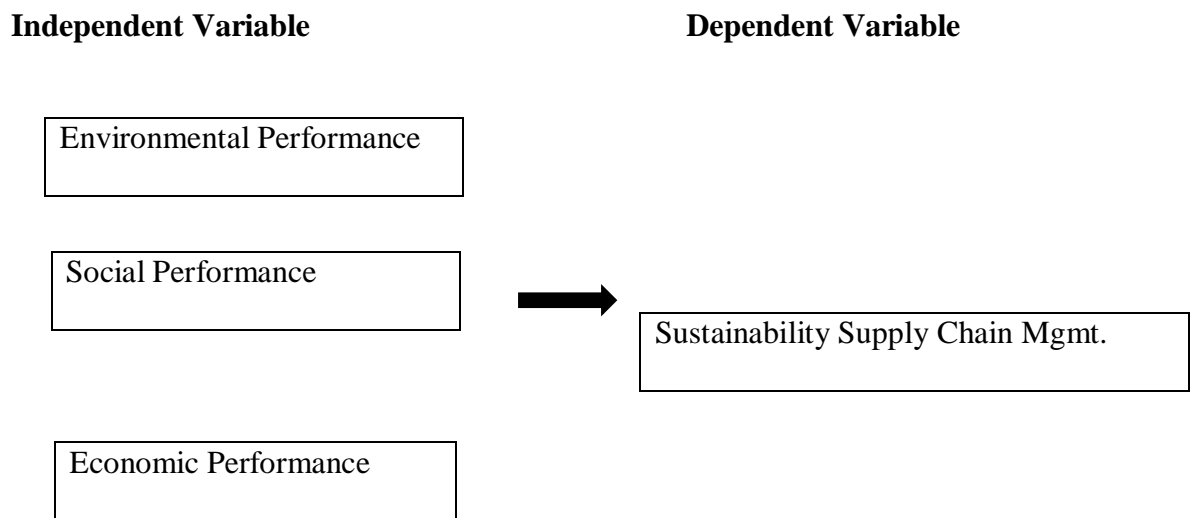 Independent Variable
Dependent Variable
Environmental Performance
Social Performance
Sustainability Supply Chain Mgmt.
Economic Performance